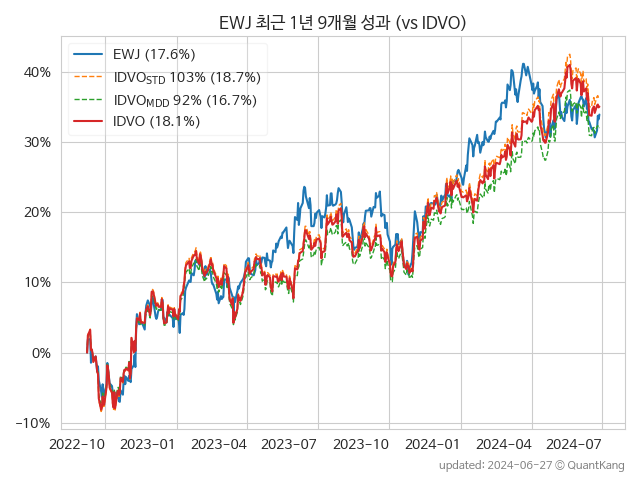 EWJ 최근 1년 9개월 성과 (vs IDVO)
EWJ (17.6%)
IDVO_STD 103% (18.7%)
IDVO_MDD 92% (16.7%)
IDVO (18.1%)
40%
30%
20%
10%
0%
−10%
2022-10 2023-01 2023-04 2023-07 2023-10 2024-01 2024-04 2024-07
updated: 2024-06-27 © QuantKang